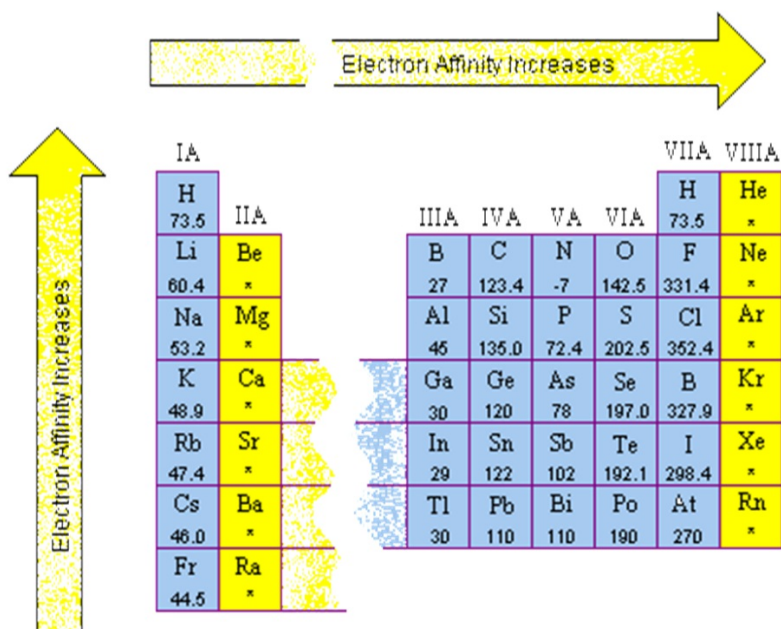 Electron Affinity Increases
Electron Affinity Increases
IA VIIA VIIIA
H H He
73.5 73.5 *
IIA IIIA IVA VA VIA
Li Be B C N O F Ne
60.4 * 27 123.4 -7 142.5 331.4 *
Na Mg Al Si P S Cl Ar
53.2 * 45 135.0 72.4 202.5 352.4 *
K Ca Ga Ge As Se B Kr
48.9 * 30 120 78 197.0 327.9 *
Rb Sr In Sn Sb Te I Xe
47.4 * 29 122 102 192.1 298.4 *
Cs Ba Tl Pb Bi Po At Rn
46.0 * 30 110 110 190 270 *
Fr Ra
44.5 *